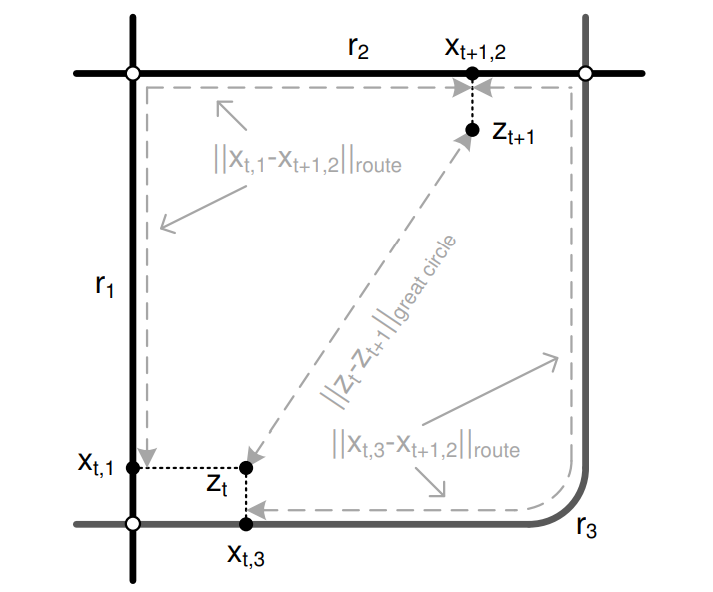 r2 xt+1,2
zt+1
||xt,1-xt+1,2||route
||zt-zt+1||great circle
r1
||xt,3-xt+1,2||route
xt,1
zt
r3
xt,3